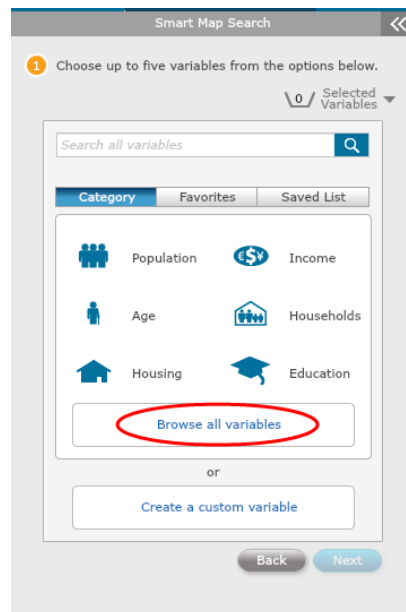 Smart Map Search
1 Choose up to five variables from the options below.
0 Selected Variables
Search all variables
Category Favorites Saved List
Population Income
Age Households
Housing Education
Browse all variables
or
Create a custom variable
Back Next